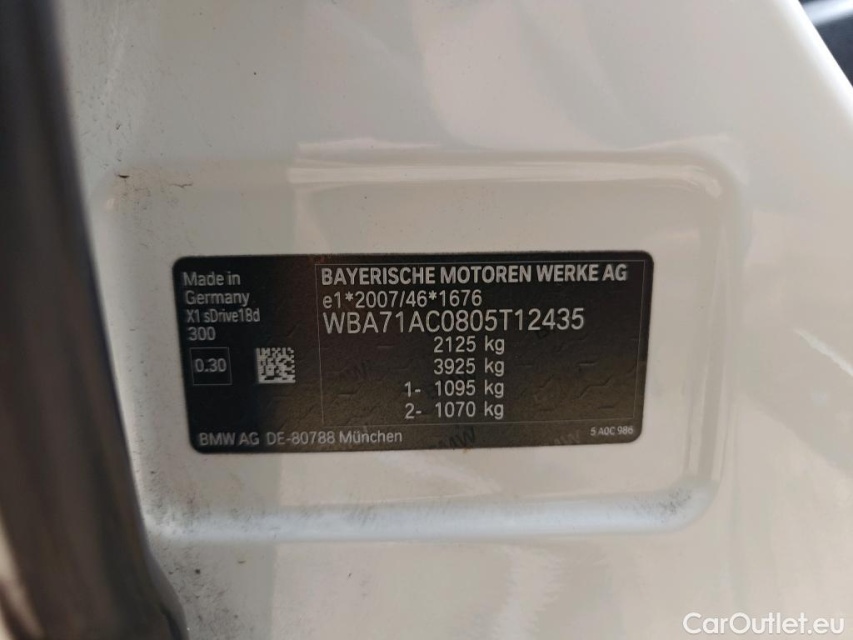 Made in
Germany
X1 sDrive18d
300
0.30
BAYERISCHE MOTOREN WERKE AG
e1*2007/46*1676
WBA71AC0805T12435
2125 kg
3925 kg
1- 1095 kg
2- 1070 kg
BMW AG DE-80788 München
5 A0C 986
CarOutlet.eu